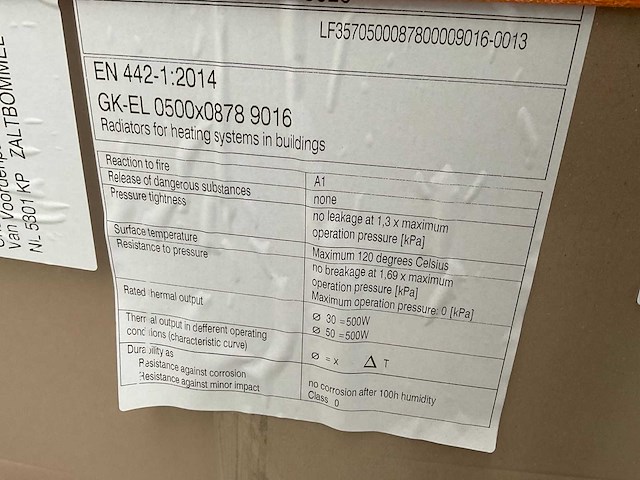 LF3570500087800009016-0013
EN 442-1:2014
GK-EL 0500x0878 9016
Radiators for heating systems in buildings
Reaction to fire A1
Release of dangerous substances none
Pressure tightness no leakage at 1,3 x maximum
operation pressure [kPa]
Surface temperature Maximum 120 degrees Celsius
Resistance to pressure no breakage at 1,69 x maximum
operation pressure [kPa]
Maximum operation pressure: 0 [kPa]
Rated thermal output Ø 30 =500W
Ø 50 =500W
Thermal output in defferent operating
conditions (characteristic curve) Ø = x Δ T
Durability as
Resistance against corrosion no corrosion after 100h humidity
Resistance against minor impact Class 0
Van Voorden
NL 5301 KP ZALTBOMMEL